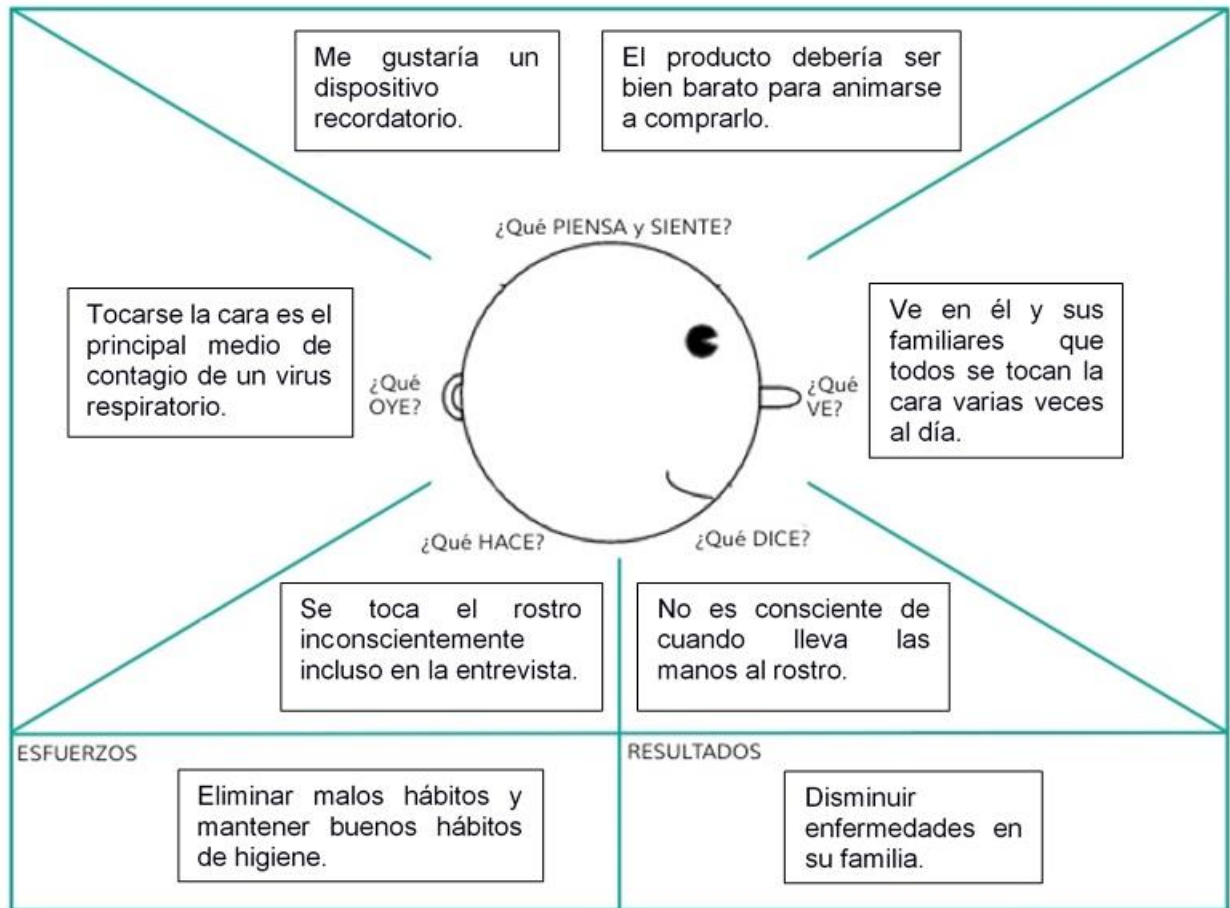 Me gustaría un
dispositivo
recordatorio.
El producto debería ser
bien barato para animarse
a comprarlo.
¿Qué PIENSA y SIENTE?
Tocarse la cara es el
principal medio de
contagio de un virus
respiratorio.
¿Qué
OYE?
¿Qué
VE?
Ve en él y sus
familiares que
todos se tocan la
cara varias veces
al día.
¿Qué HACE?
¿Qué DICE?
Se toca el rostro
inconscientemente
incluso en la entrevista.
No es consciente de
cuando lleva las
manos al rostro.
ESFUERZOS
Eliminar malos hábitos y
mantener buenos hábitos
de higiene.
RESULTADOS
Disminuir
enfermedades en
su familia.